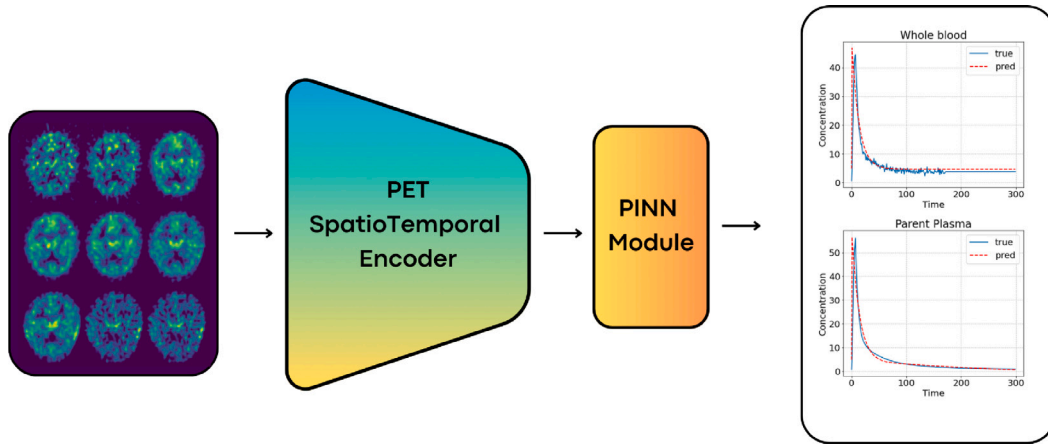 PET
SpatioTemporal
Encoder
PINN
Module
Whole blood
true
pred
Concentration
40
30
20
10
0
0 100 200 300
Time
Parent Plasma
true
pred
Concentration
50
40
30
20
10
0
0 100 200 300
Time